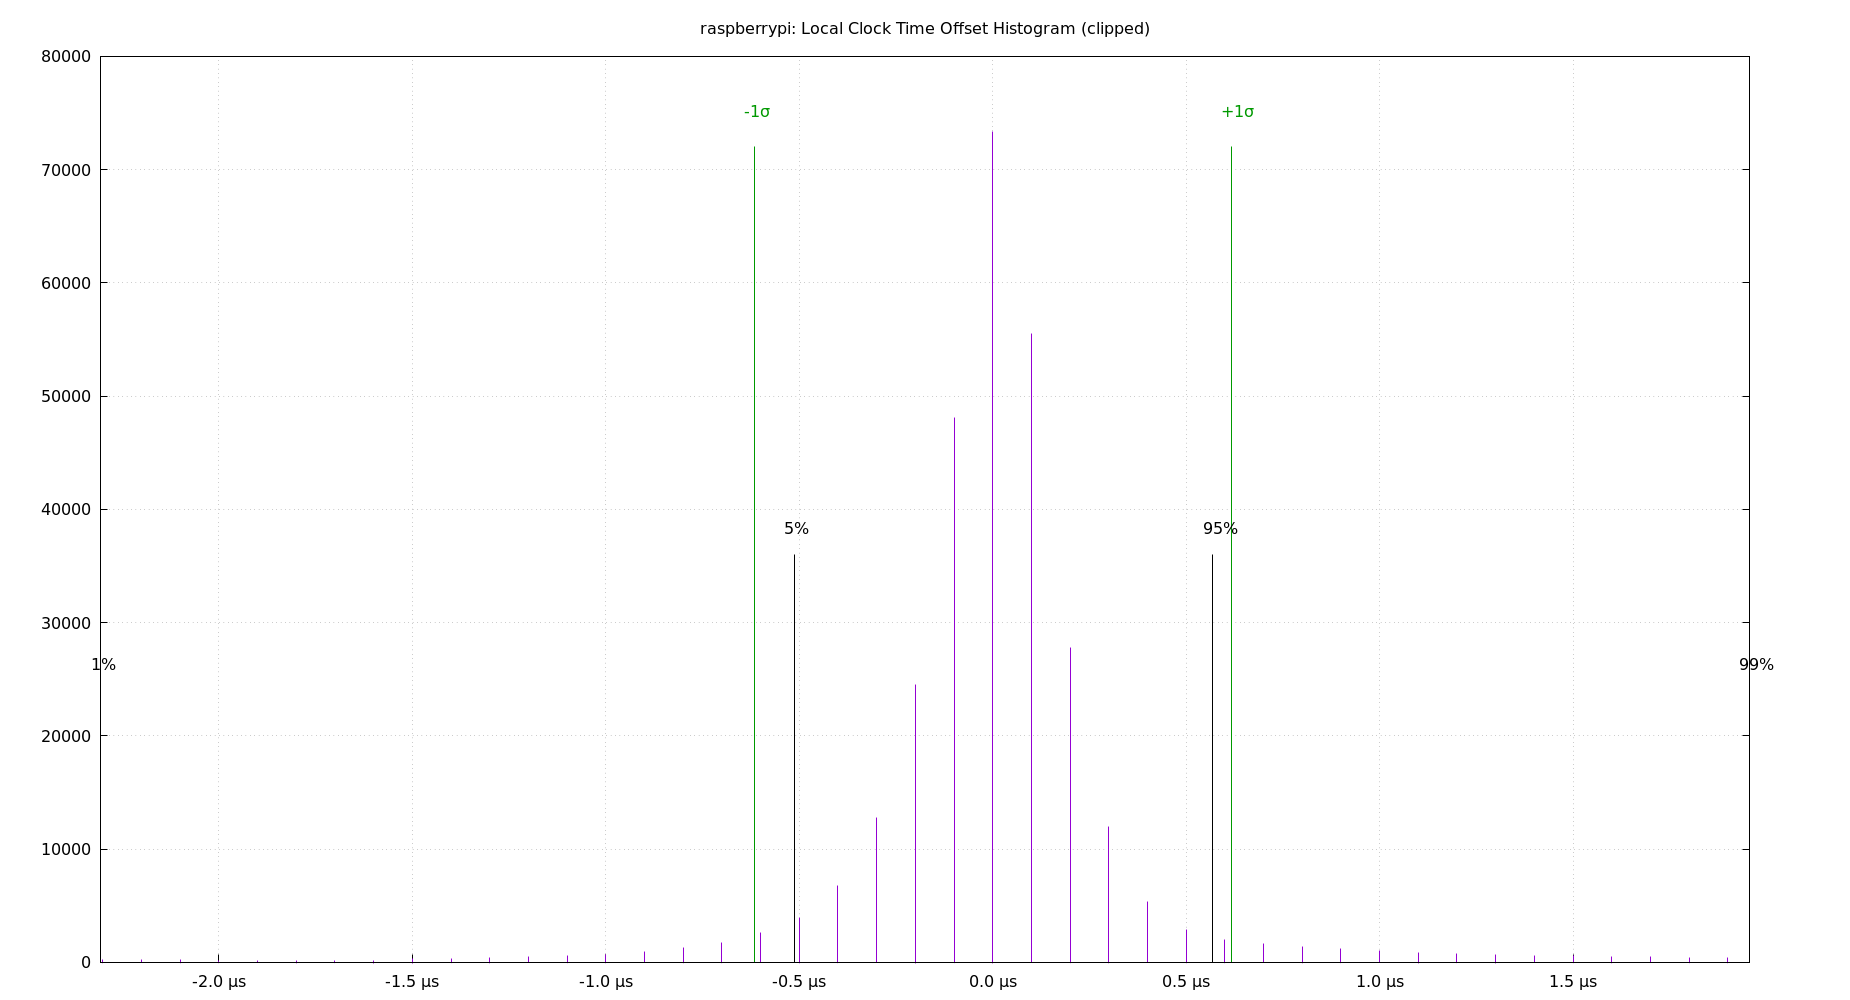 raspberrypi: Local Clock Time Offset Histogram (clipped)
80000
-1σ
+1σ
70000
60000
50000
40000
5%
95%
30000
1%
99%
20000
10000
0
-2.0 µs
-1.5 µs
-1.0 µs
-0.5 µs
0.0 µs
0.5 µs
1.0 µs
1.5 µs